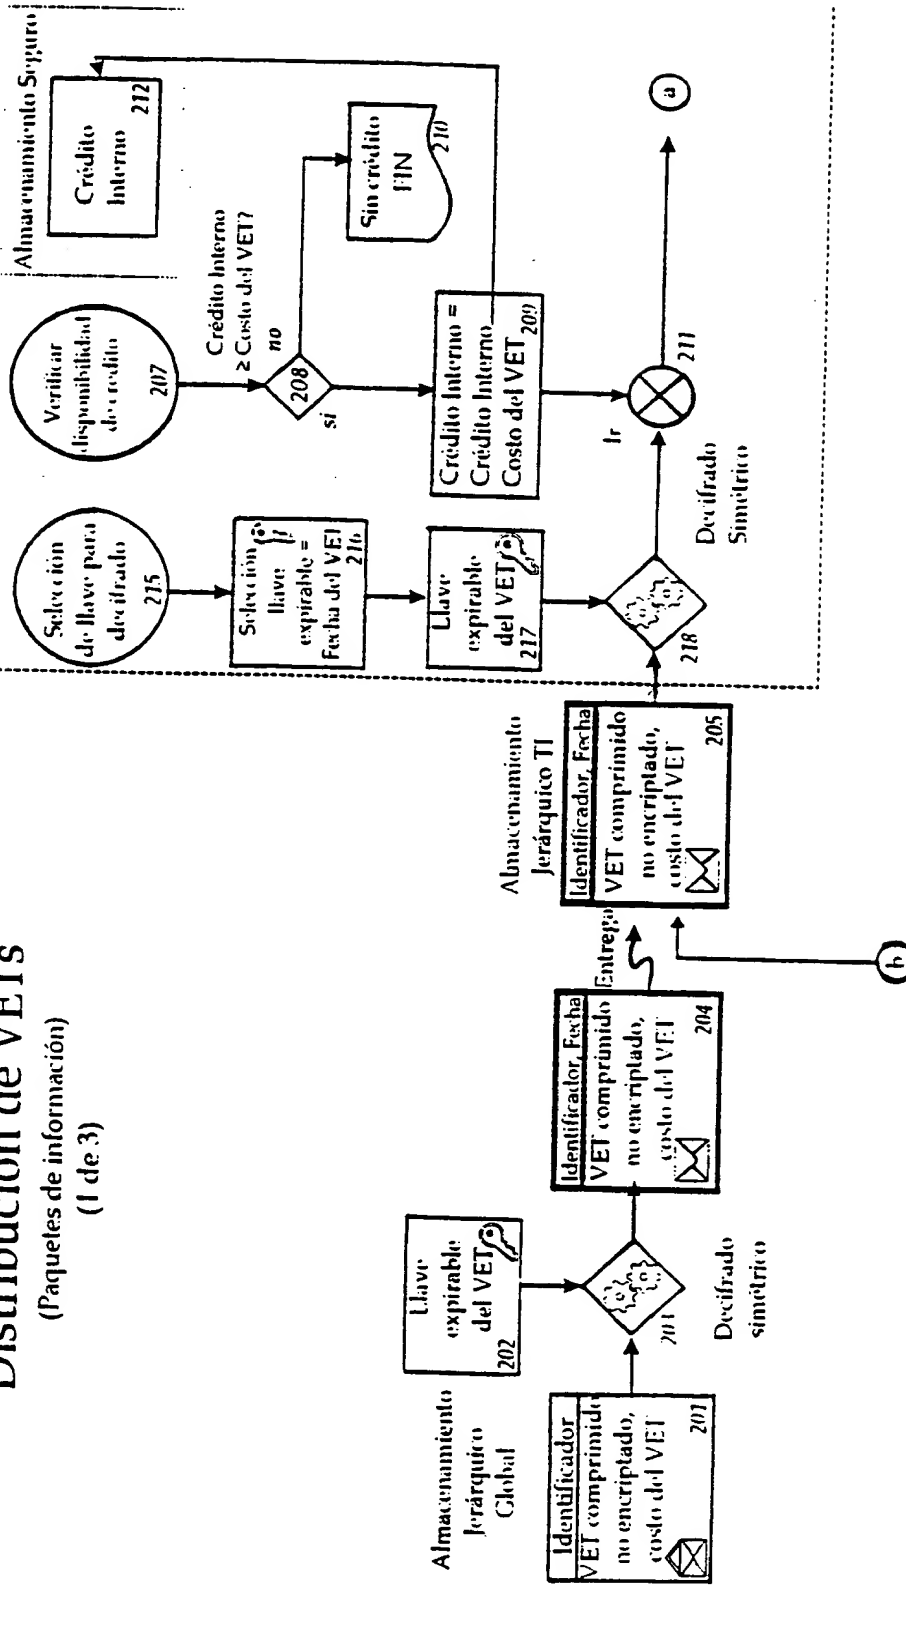 Distribución de VETs
(Paquetes de información)
(1 de 3)
Almacenamiento
Jerárquico
Global
Identificador
VET comprimido
no encriptado,
costo del VET
201
Llave
expirable
del VET
202
Decifrado
simétrico
Identificador, Fecha
VET comprimido
no encriptado,
costo del VET
204
Entrega
b
Almacenamiento
Jerárquico TI
Identificador, Fecha
VET comprimido
no encriptado,
costo del VET
205
Selección
de llave para
decifrado
215
Selección
llave
expirable =
Fecha del VET
216
Llave
expirable
del VET
217
218
Decifrado
Simétrico
Verificar
disponibilidad
de credito
207
Crédito Interno
≥ Costo del VET?
208
no
si
Crédito Interno =
Crédito Interno
Costo del VET
209
Ir
211
a
Sin crédito
FIN
210
Almacenamiento Seguro
Crédito
Interno
212